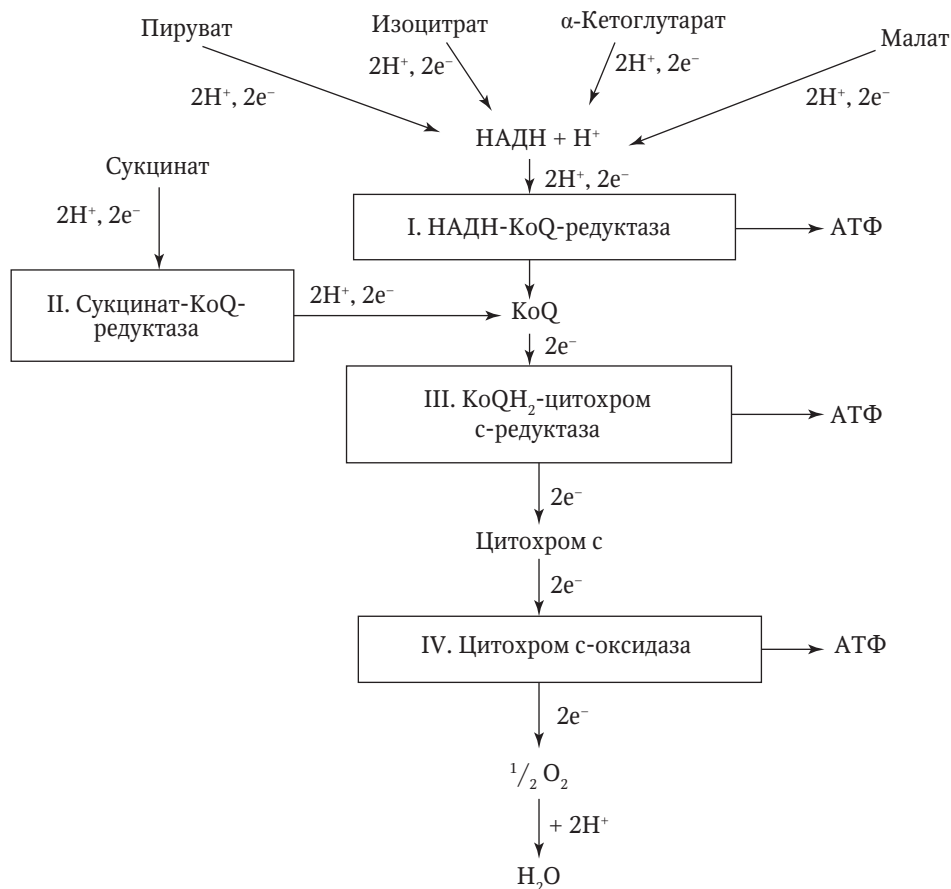 Пируват
Изоцитрат
α-Кетоглутарат
Малат
2H⁺, 2e⁻
2H⁺, 2e⁻
2H⁺, 2e⁻
2H⁺, 2e⁻
НАДН + H⁺
Сукцинат
2H⁺, 2e⁻
2H⁺, 2e⁻
I. НАДН-KoQ-редуктаза
АТФ
II. Сукцинат-KoQ-
редуктаза
2H⁺, 2e⁻
KoQ
2e⁻
III. KoQH₂-цитохром
с-редуктаза
АТФ
2e⁻
Цитохром с
2e⁻
IV. Цитохром с-оксидаза
АТФ
2e⁻
¹/₂ O₂
+ 2H⁺
H₂O